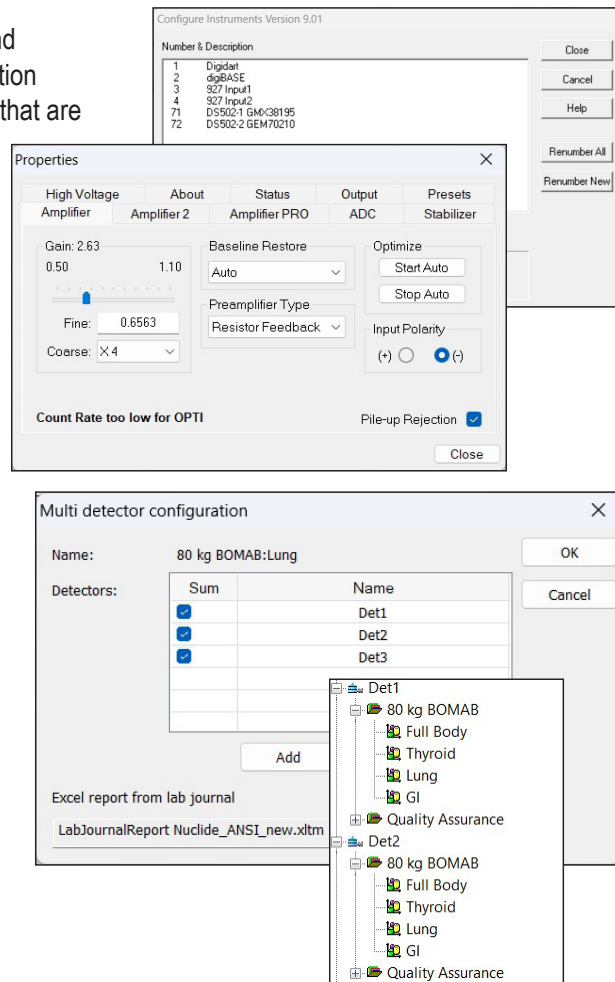 nd
tion
that are
Configure Instruments Version 9.01
Number & Description
1 Digidart
2 digiBASE
3 927 Input1
4 927 Input2
71 DS502-1 GMX38195
72 DS502-2 GEM70210
Close
Cancel
Help
Renumber All
Renumber New
Properties
High Voltage About Status Output Presets
Amplifier Amplifier 2 Amplifier PRO ADC Stabilizer
Gain: 2.63
0.50 1.10
Fine: 0.6563
Coarse: X 4
Baseline Restore
Auto
Preamplifier Type
Resistor Feedback
Optimize
Start Auto
Stop Auto
Input Polarity
(+) (-)
Count Rate too low for OPTI
Pile-up Rejection
Close
Multi detector configuration
Name: 80 kg BOMAB:Lung
OK
Cancel
Detectors:
Sum Name
Det1
Det2
Det3
Add
Excel report from lab journal
LabJournalReport Nuclide_ANSI_new.xltm
Det1
80 kg BOMAB
Full Body
Thyroid
Lung
GI
Quality Assurance
Det2
80 kg BOMAB
Full Body
Thyroid
Lung
GI
Quality Assurance